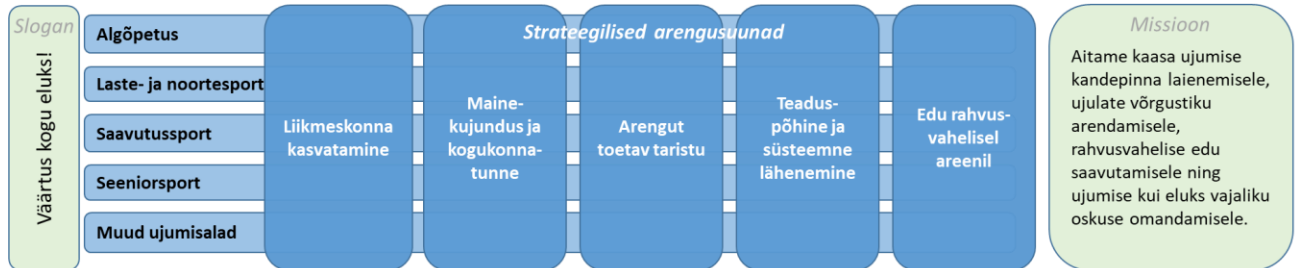 Slogan
Väärtus kogu eluks!
Strateegilised arengusuunad
Algõpetus
Laste- ja noortesport
Saavutussport
Seeniorsport
Muud ujumisalad
Liikmeskonna
kasvatamine
Maine-
kujundus ja
kogukonna-
tunne
Arengut
toetav taristu
Teadus-
põhine ja
süsteemne
lähenemine
Edu rahvus-
vahelisel
areenil
Missioon
Aitame kaasa ujumise
kandepinna laienemisele,
ujulate võrgustiku
arendamisele,
rahvusvahelise edu
saavutamisele ning
ujumise kui eluks vajaliku
oskuse omandamisele.